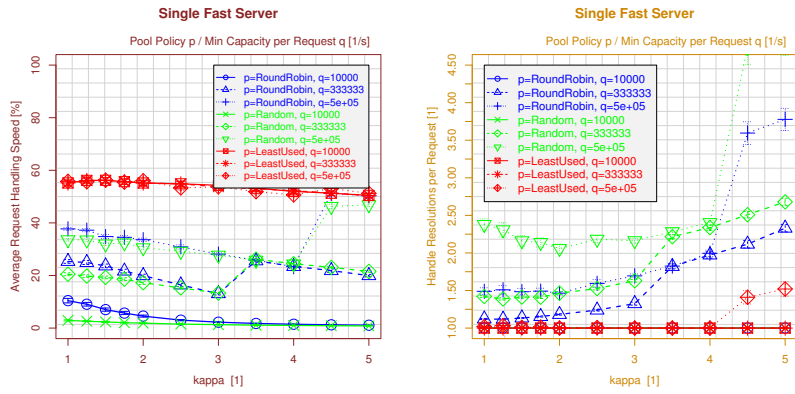 Single Fast Server
Pool Policy p / Min Capacity per Request q [1/s]
Average Request Handling Speed [%]
100
80
60
40
20
0
p=RoundRobin, q=10000
p=RoundRobin, q=333333
p=RoundRobin, q=5e+05
p=Random, q=10000
p=Random, q=333333
p=Random, q=5e+05
p=LeastUsed, q=10000
p=LeastUsed, q=333333
p=LeastUsed, q=5e+05
1 2 3 4 5
kappa [1]
Single Fast Server
Pool Policy p / Min Capacity per Request q [1/s]
Handle Resolutions per Request [1]
4.50
4.00
3.50
3.00
2.50
2.00
1.50
1.00
p=RoundRobin, q=10000
p=RoundRobin, q=333333
p=RoundRobin, q=5e+05
p=Random, q=10000
p=Random, q=333333
p=Random, q=5e+05
p=LeastUsed, q=10000
p=LeastUsed, q=333333
p=LeastUsed, q=5e+05
1 2 3 4 5
kappa [1]